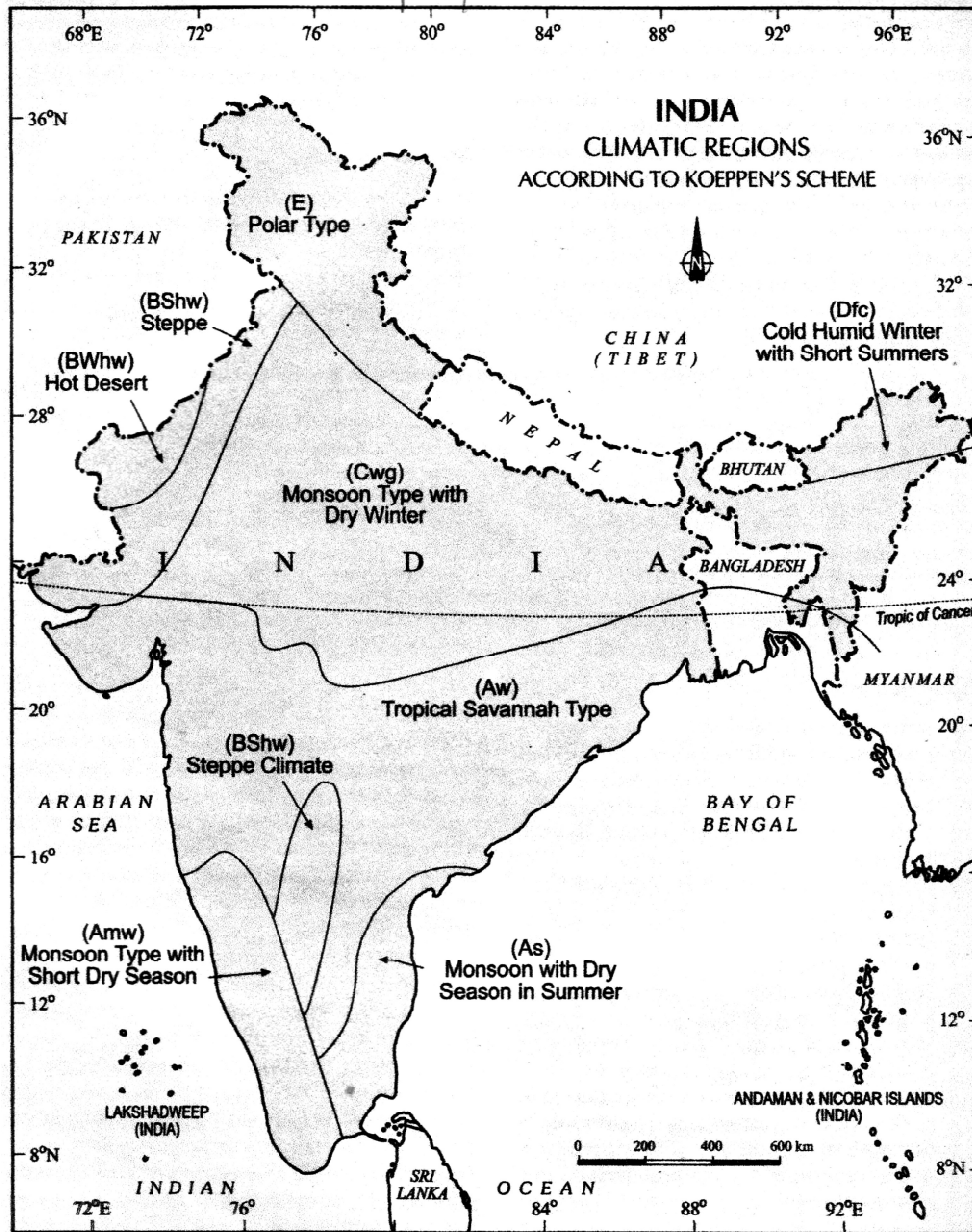 68°E
72°
76°
80°
84°
88°
92°
96°E
36°N
36°N
INDIA
CLIMATIC REGIONS
ACCORDING TO KOEPPEN'S SCHEME
(E)
Polar Type
PAKISTAN
N
32°
32°
(BShw)
Steppe
(BWhw)
Hot Desert
CHINA
(TIBET)
(Dfc)
Cold Humid Winter
with Short Summers
28°
28°
NEPAL
BHUTAN
(Cwg)
Monsoon Type with
Dry Winter
INDIA
BANGLADESH
24°
24°
Tropic of Cancer
MYANMAR
(Aw)
Tropical Savannah Type
20°
20°
(BShw)
Steppe Climate
ARABIAN
SEA
BAY OF
BENGAL
16°
(Amw)
Monsoon Type with
Short Dry Season
(As)
Monsoon with Dry
Season in Summer
12°
12°
LAKSHADWEEP
(INDIA)
ANDAMAN & NICOBAR ISLANDS
(INDIA)
0 200 400 600 km
8°N
8°N
SRI
LANKA
INDIAN OCEAN
72°E
76°
84°
88°
92°E